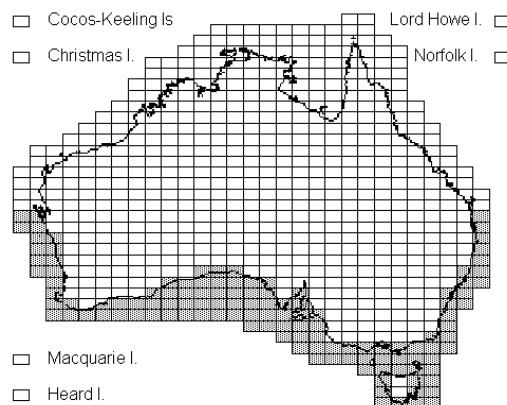 Cocos-Keeling Is
Lord Howe I.
Christmas I.
Norfolk I.
Macquarie I.
Heard I.